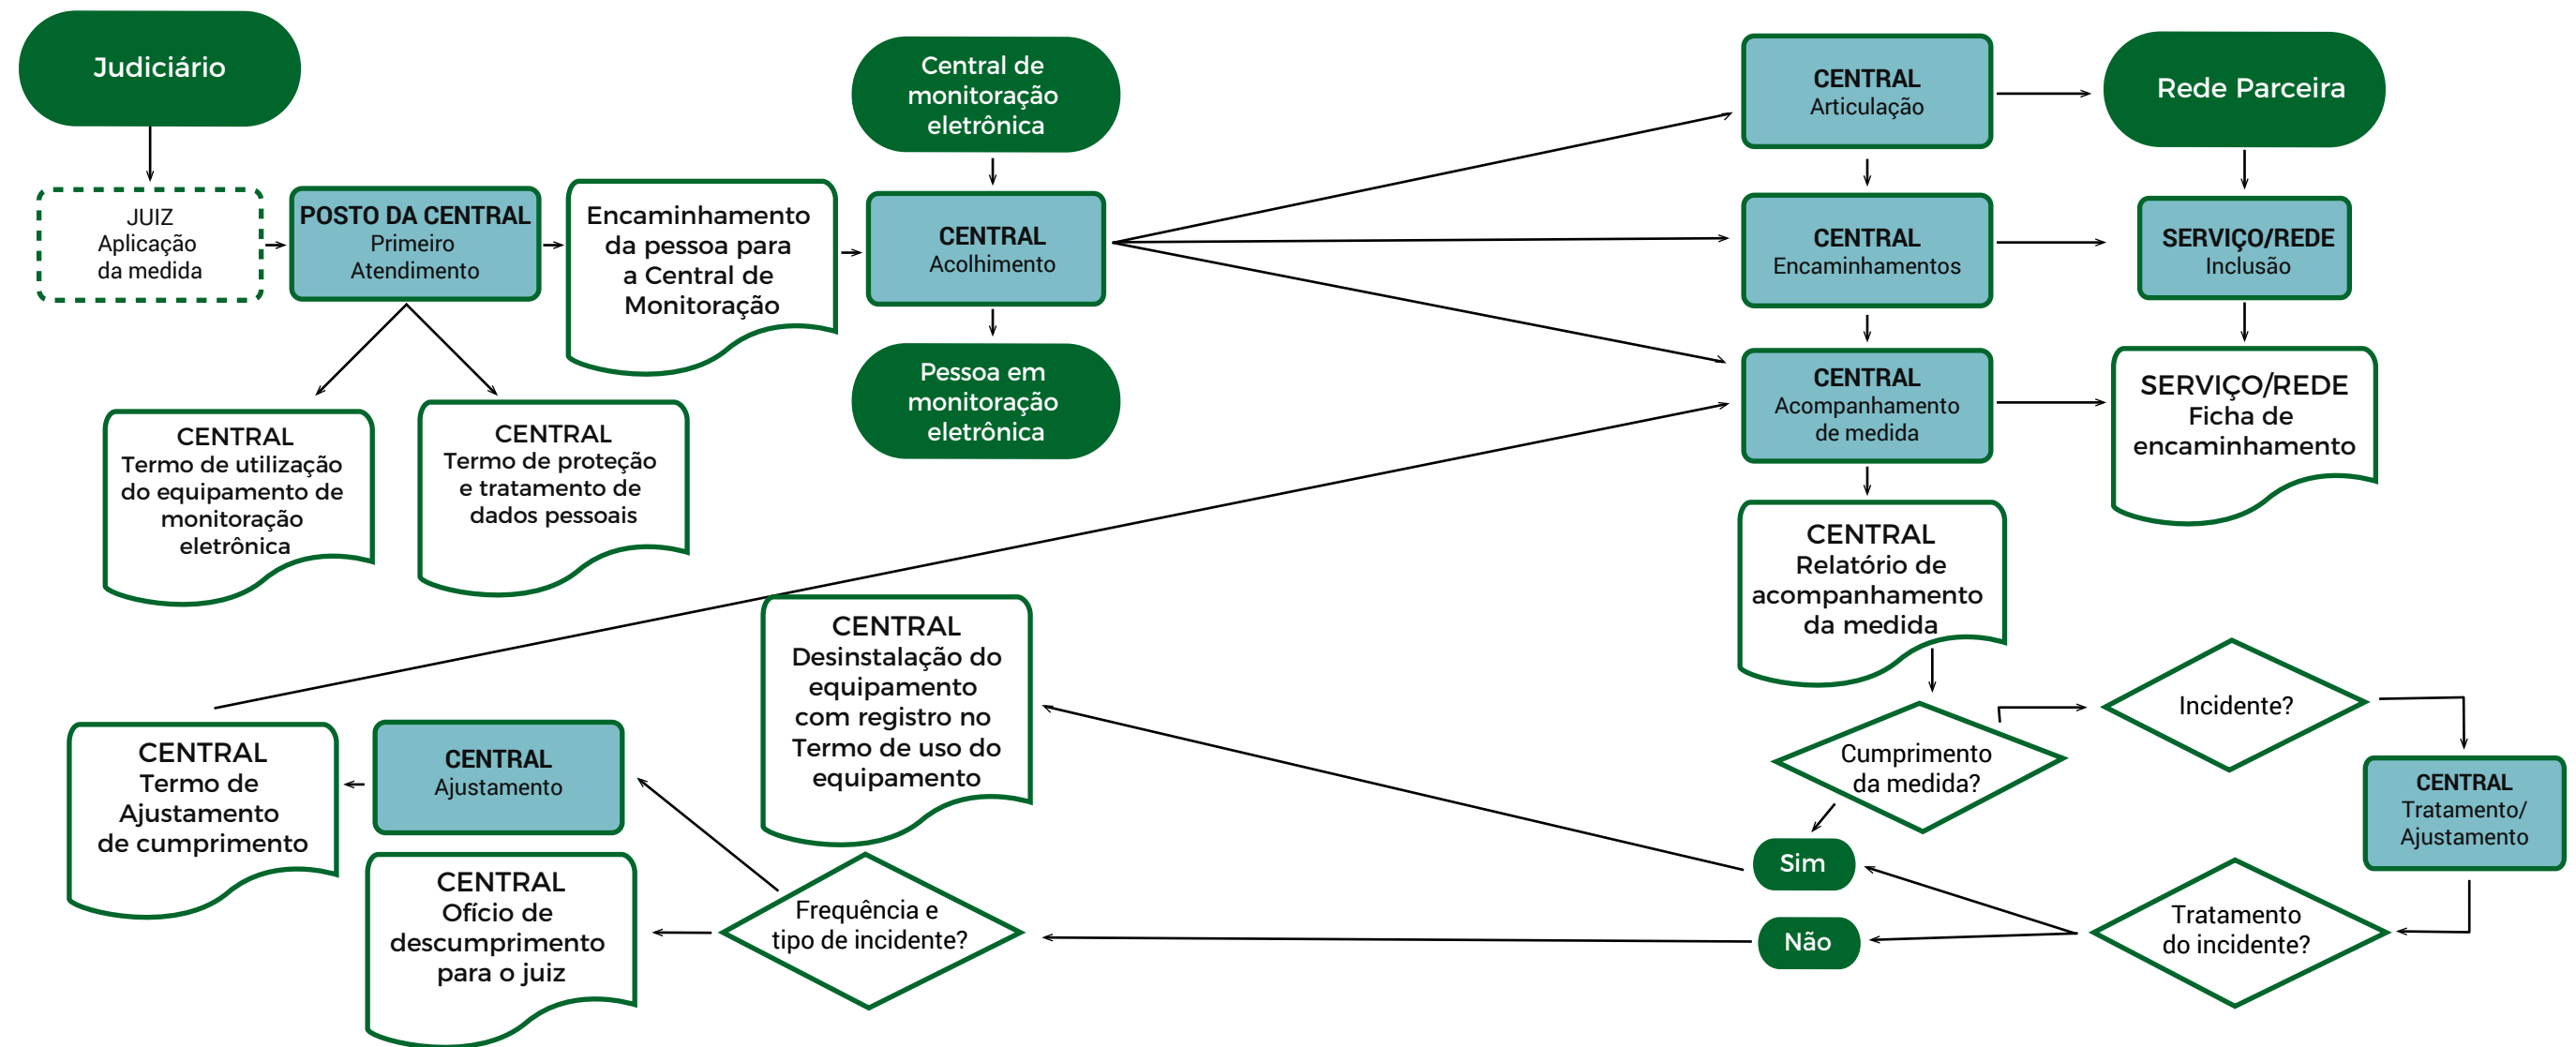 Judiciário
JUIZ
Aplicação
da medida
POSTO DA CENTRAL
Primeiro
Atendimento
Encaminhamento
da pessoa para
a Central de
Monitoração
Central de
monitoração
eletrônica
CENTRAL
Acolhimento
Pessoa em
monitoração
eletrônica
CENTRAL
Articulação
Rede Parceira
CENTRAL
Encaminhamentos
SERVIÇO/REDE
Inclusão
CENTRAL
Acompanhamento
de medida
SERVIÇO/REDE
Ficha de
encaminhamento
CENTRAL
Termo de utilização
do equipamento de
monitoração
eletrônica
CENTRAL
Termo de proteção
e tratamento de
dados pessoais
CENTRAL
Relatório de
acompanhamento
da medida
CENTRAL
Desinstalação do
equipamento
com registro no
Termo de uso do
equipamento
Cumprimento
da medida?
Incidente?
CENTRAL
Tratamento/
Ajustamento
CENTRAL
Termo de
Ajustamento
de cumprimento
CENTRAL
Ajustamento
CENTRAL
Ofício de
descumprimento
para o juiz
Frequência e
tipo de incidente?
Sim
Não
Tratamento
do incidente?